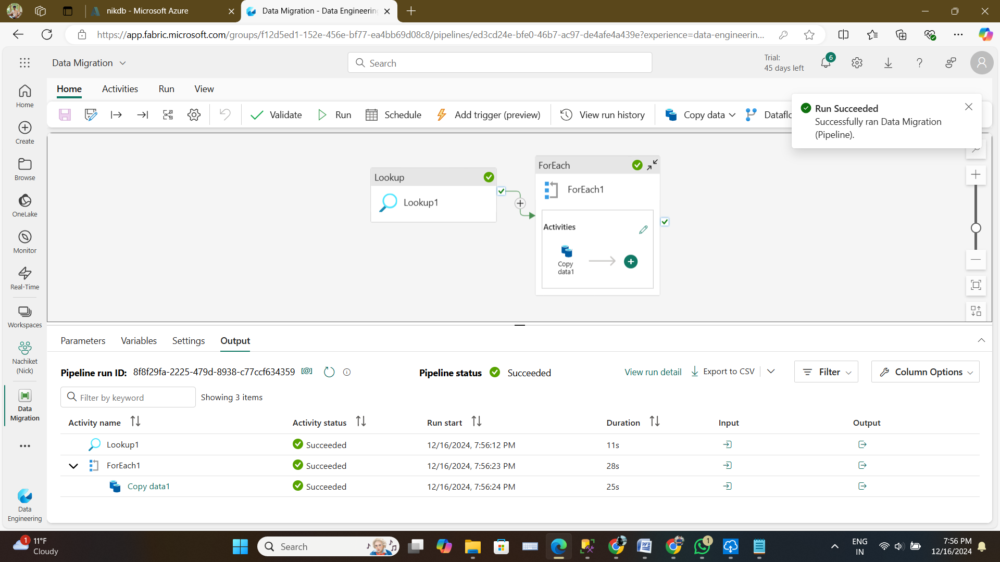 nikdb - Microsoft Azure
Data Migration - Data Engineering
https://app.fabric.microsoft.com/groups/f12d5ed1-152e-456e-bf77-ea4bb69d08c8/pipelines/ed3cd24e-bfe0-46b7-ac97-de4afe4a439e?experience=data-engineerin...
Data Migration
Search
Trial:
45 days left
6
Home
Activities
Run
View
Validate
Run
Schedule
Add trigger (preview)
View run history
Copy data
Dataflo
Run Succeeded
Successfully ran Data Migration
(Pipeline).
Home
Create
Browse
OneLake
Monitor
Real-Time
Workspaces
Nachiket
(Nick)
Data
Migration
Data
Engineering
Lookup
Lookup1
ForEach
ForEach1
Activities
Copy
data1
Parameters
Variables
Settings
Output
Pipeline run ID: 8f8f29fa-2225-479d-8938-c77ccf634359
Pipeline status
Succeeded
View run detail
Export to CSV
Filter
Column Options
Filter by keyword
Showing 3 items
Activity name
Activity status
Run start
Duration
Input
Output
Lookup1
Succeeded
12/16/2024, 7:56:12 PM
11s
ForEach1
Succeeded
12/16/2024, 7:56:23 PM
28s
Copy data1
Succeeded
12/16/2024, 7:56:24 PM
25s
1
11°F
Cloudy
Search
1
ENG
IN
7:56 PM
12/16/2024